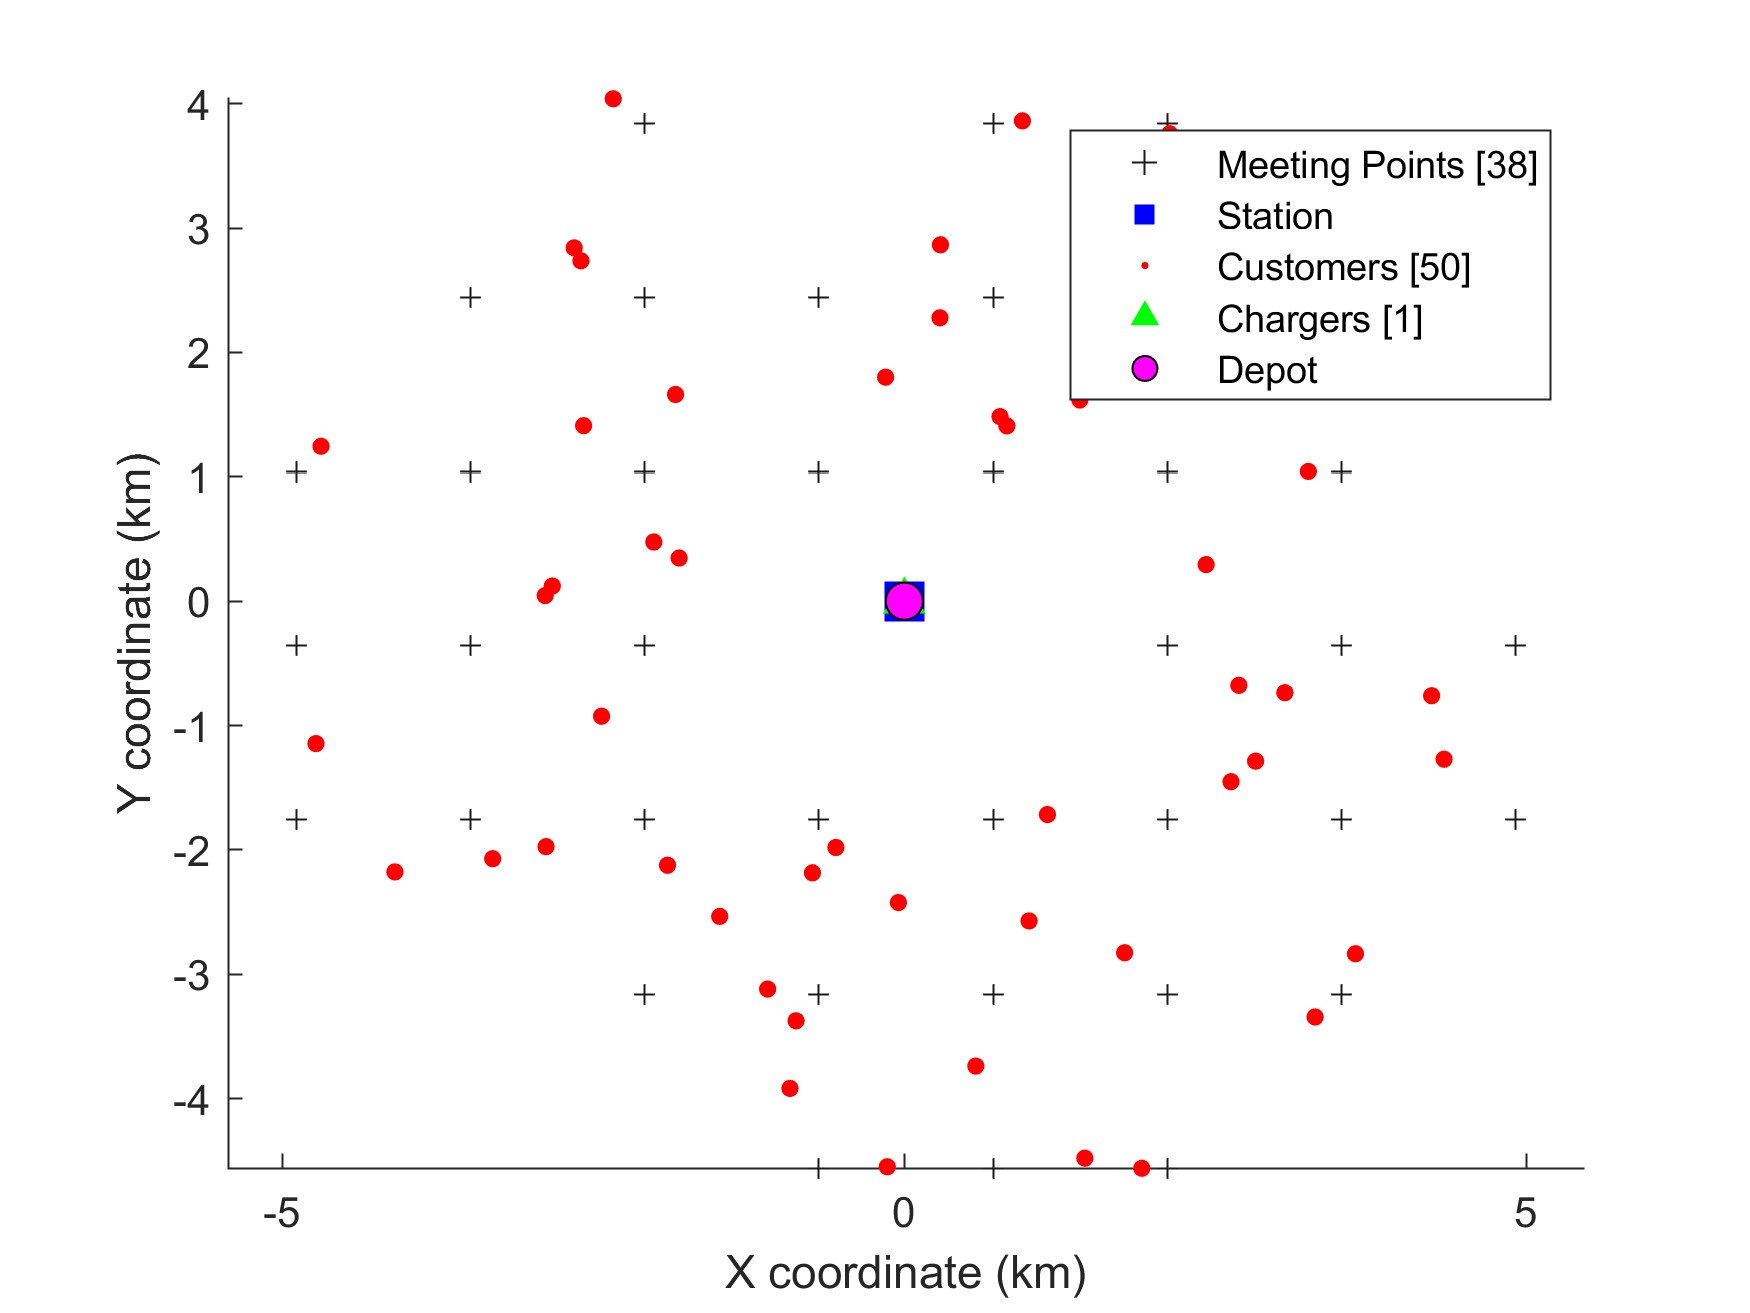 4
3
2
1
0
-1
-2
-3
-4
Y coordinate (km)
Meeting Points [38]
Station
Customers [50]
Chargers [1]
Depot
-5 0 5
X coordinate (km)